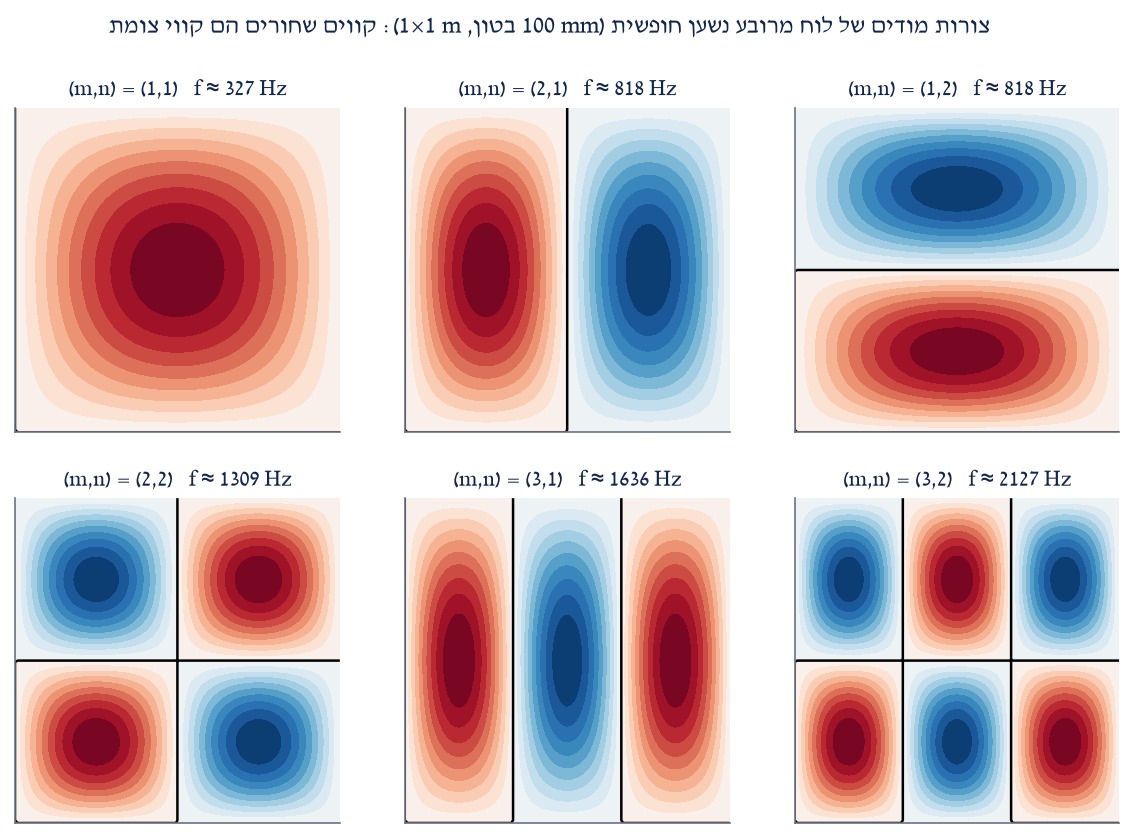 צורות מודים של לוח מרובע נשען חופשית (100 mm בטון, 1×1 m): קווים שחורים הם קווי צומת
(m,n) = (1,1) f ≈ 327 Hz
(m,n) = (2,1) f ≈ 818 Hz
(m,n) = (1,2) f ≈ 818 Hz
(m,n) = (2,2) f ≈ 1309 Hz
(m,n) = (3,1) f ≈ 1636 Hz
(m,n) = (3,2) f ≈ 2127 Hz